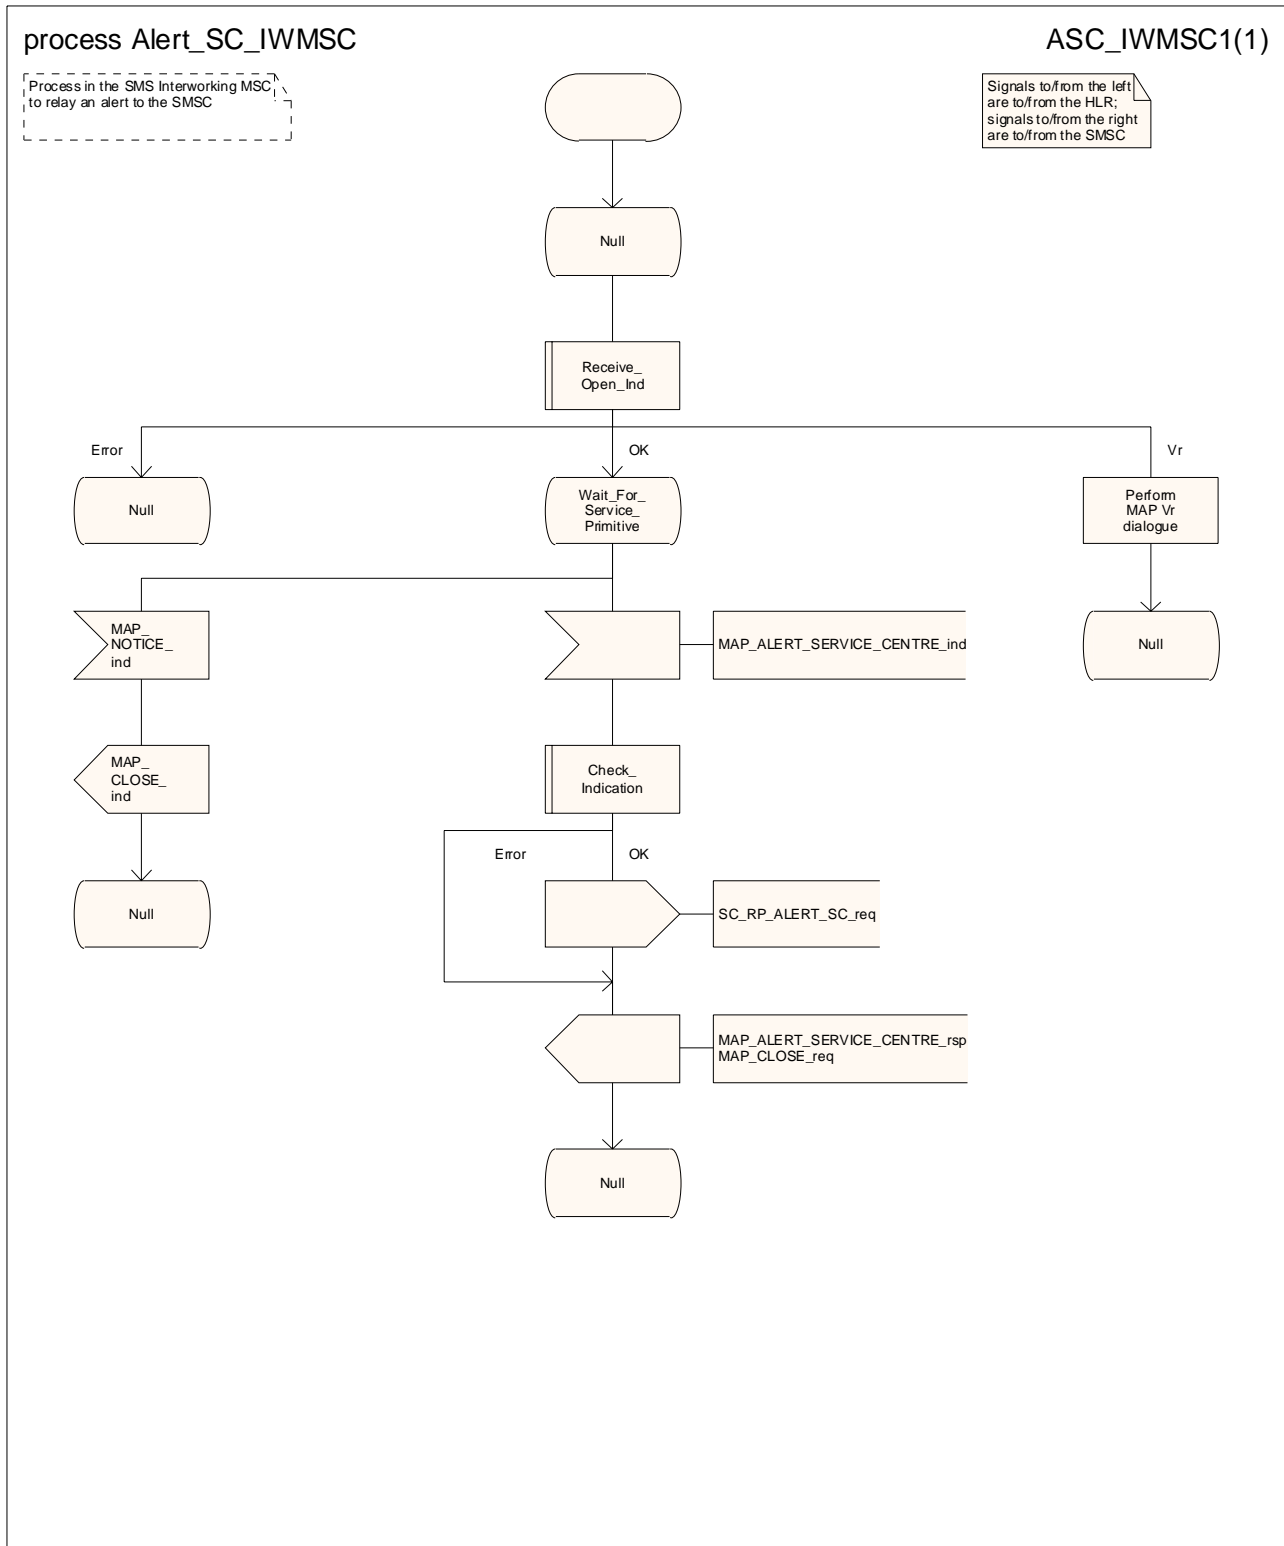 process Alert_SC_IWMSC
ASC_IWMSC1(1)
Process in the SMS Interworking MSC
to relay an alert to the SMSC
Signals to/from the left
are to/from the HLR;
signals to/from the right
are to/from the SMSC
Null
Receive_
Open_Ind
Error
OK
Vr
Null
Wait_For_
Service_
Primitive
Perform
MAP Vr
dialogue
MAP_
NOTICE_
ind
MAP_ALERT_SERVICE_CENTRE_ind
Null
MAP_
CLOSE_
ind
Check_
Indication
Error
OK
Null
SC_RP_ALERT_SC_req
MAP_ALERT_SERVICE_CENTRE_rsp
MAP_CLOSE_req
Null